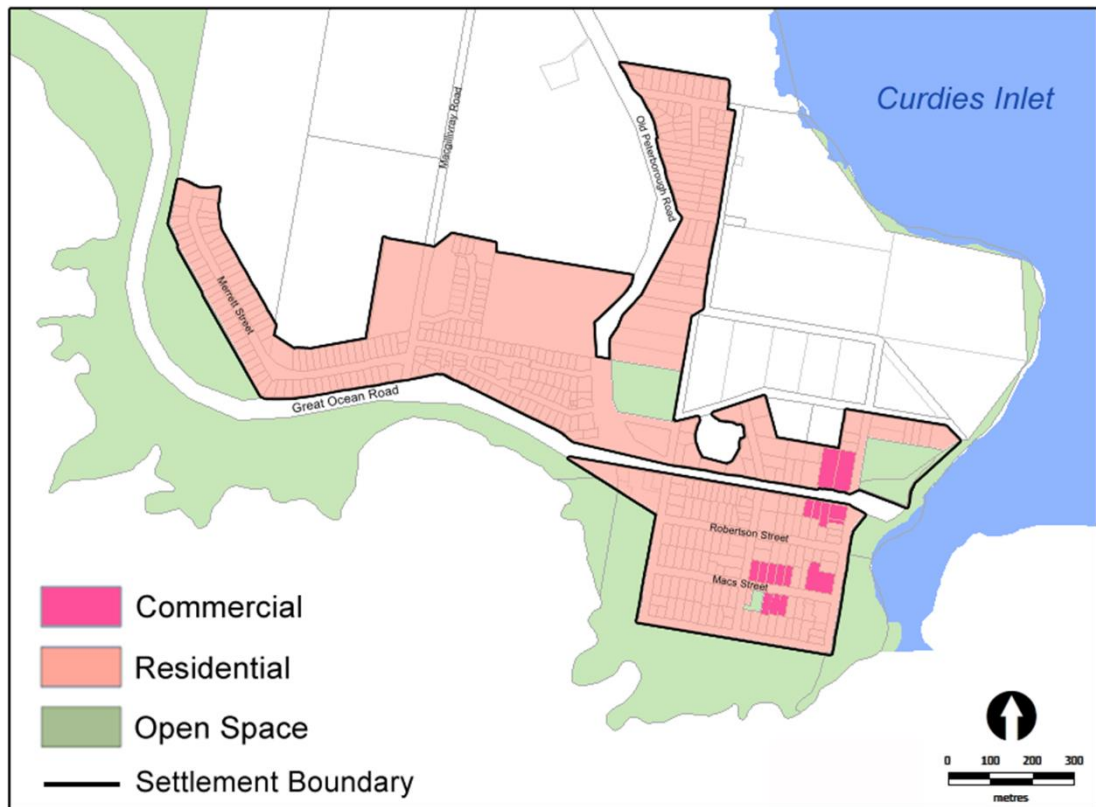 Curdies Inlet
Macgillivray Road
Old Peterborough Road
Merrett Street
Great Ocean Road
Robertson Street
Macs Street
Commercial
Residential
Open Space
Settlement Boundary
0 100 200 300
metres